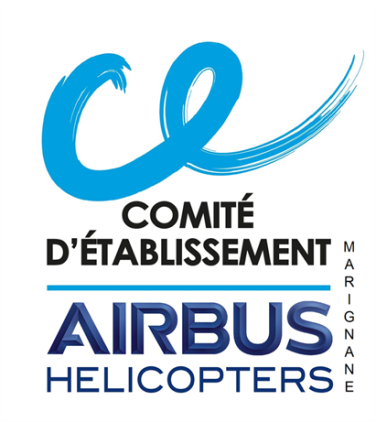 ce
COMITÉ
D'ÉTABLISSEMENT
AIRBUS
HELICOPTERS
MARIGNANE